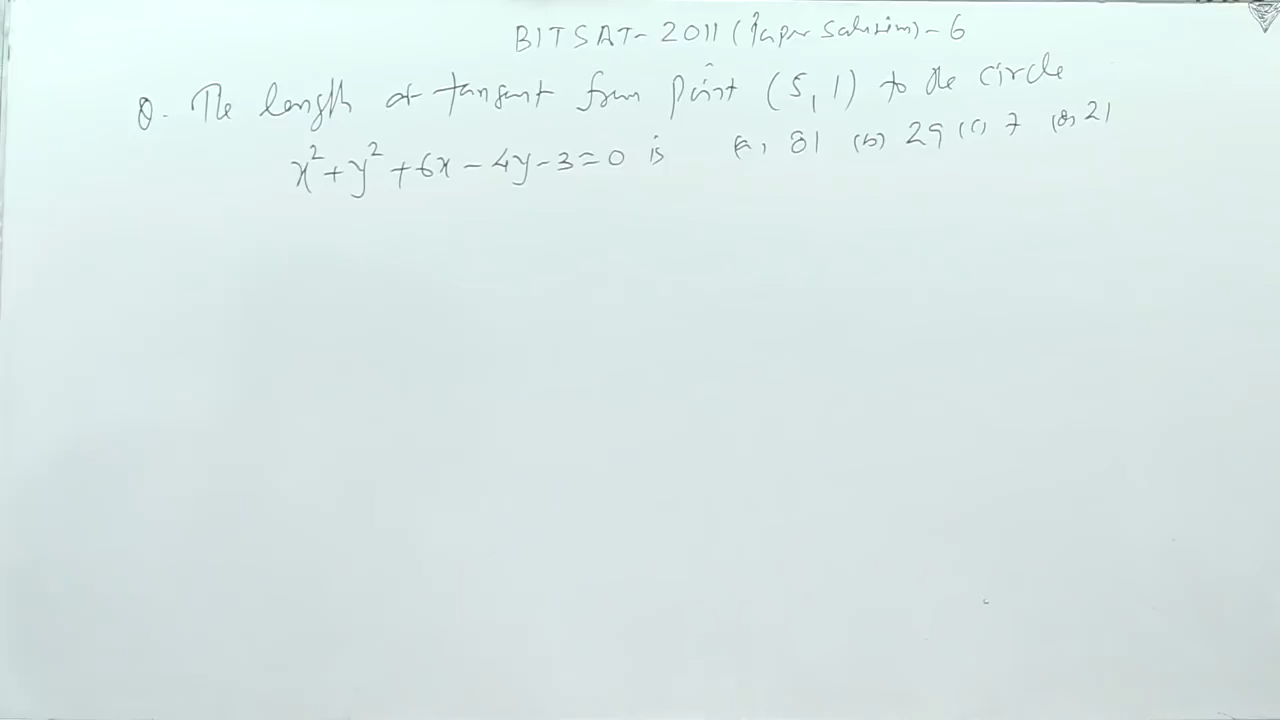 BITSAT- 2011 (Paper Solution) - 6
Q. The length of tangent from point (5, 1) to the circle
x² + y² + 6x - 4y - 3 = 0 is (a) 81 (b) 29 (c) 7 (d) 21